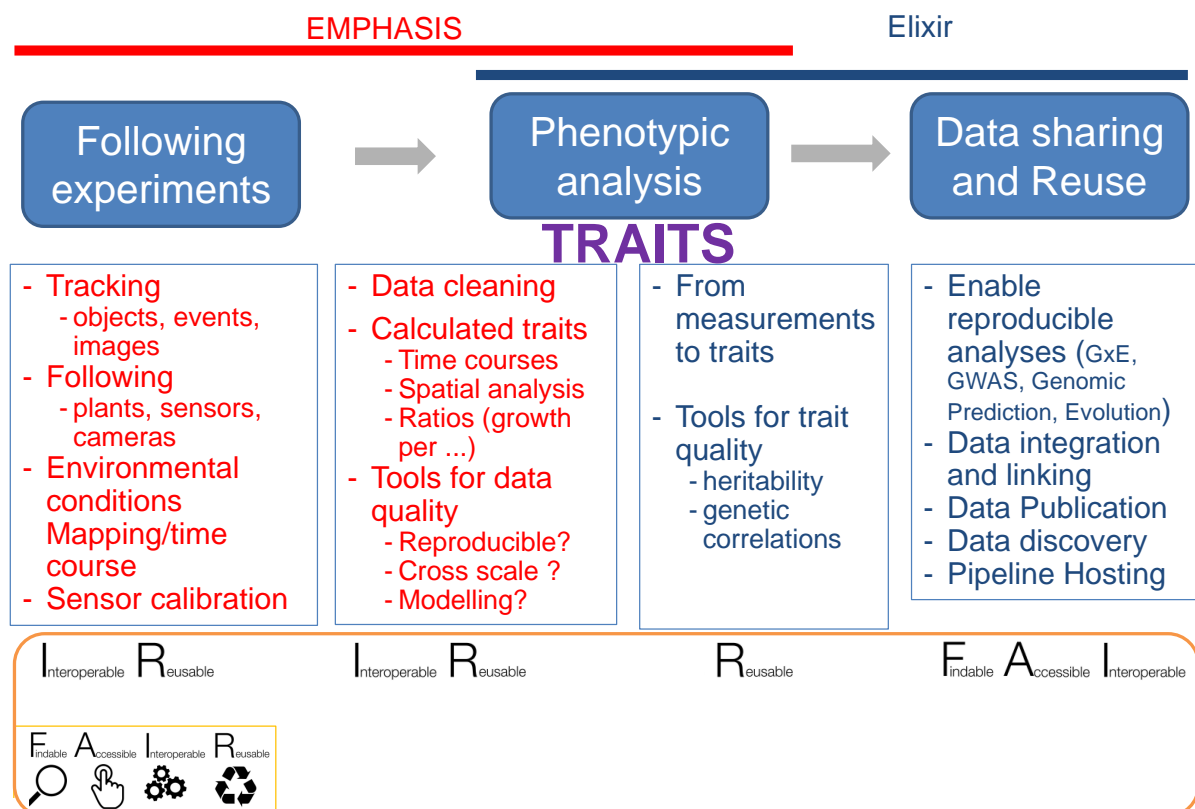 EMPHASIS
Elixir
Following
experiments
Phenotypic
analysis
Data sharing
and Reuse
TRAITS
- Tracking
- objects, events,
images
- Following
- plants, sensors,
cameras
- Environmental
conditions
Mapping/time
course
- Sensor calibration
- Data cleaning
- Calculated traits
- Time courses
- Spatial analysis
- Ratios (growth
per ...)
- Tools for data
quality
- Reproducible?
- Cross scale ?
- Modelling?
- From
measurements
to traits
- Tools for trait
quality
- heritability
- genetic
correlations
- Enable
reproducible
analyses (GxE,
GWAS, Genomic
Prediction, Evolution)
- Data integration
and linking
- Data Publication
- Data discovery
- Pipeline Hosting
Interoperable Reusable
Interoperable Reusable
Reusable
Findable Accessible Interoperable
Findable Accessible Interoperable Reusable